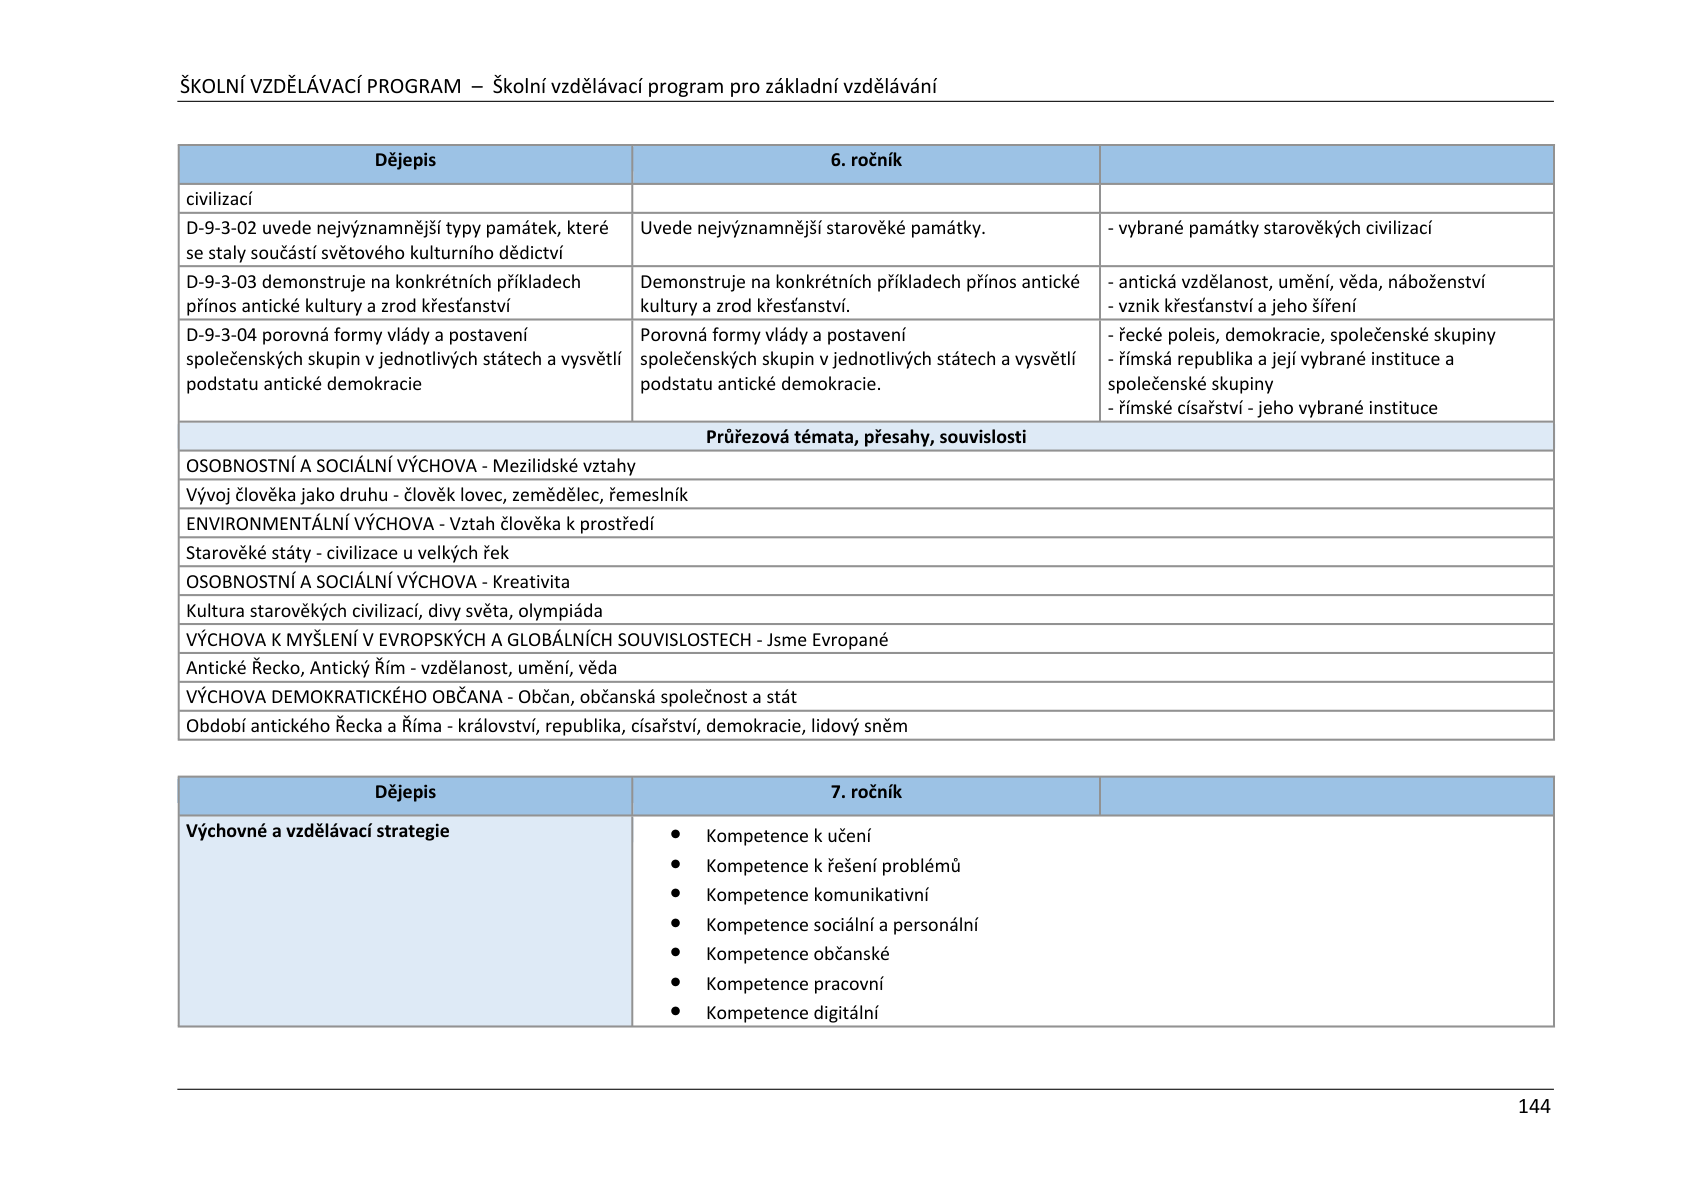 ŠKOLNÍ VZDĚLÁVACÍ PROGRAM – Školní vzdělávací program pro základní vzdělávání
Dějepis
6. ročník
civilizací
D-9-3-02 uvede nejvýznamnější typy památek, které
se staly součástí světového kulturního dědictví
Uvede nejvýznamnější starověké památky.
- vybrané památky starověkých civilizací
D-9-3-03 demonstruje na konkrétních příkladech
přínos antické kultury a zrod křesťanství
Demonstruje na konkrétních příkladech přínos antické
kultury a zrod křesťanství.
- antická vzdělanost, umění, věda, náboženství
- vznik křesťanství a jeho šíření
D-9-3-04 porovná formy vlády a postavení
společenských skupin v jednotlivých státech a vysvětlí
podstatu antické demokracie
Porovná formy vlády a postavení
společenských skupin v jednotlivých státech a vysvětlí
podstatu antické demokracie.
- řecké poleis, demokracie, společenské skupiny
- římská republika a její vybrané instituce a
společenské skupiny
- římské císařství - jeho vybrané instituce
Průřezová témata, přesahy, souvislosti
OSOBNOSTNÍ A SOCIÁLNÍ VÝCHOVA - Mezilidské vztahy
Vývoj člověka jako druhu - člověk lovec, zemědělec, řemeslník
ENVIRONMENTÁLNÍ VÝCHOVA - Vztah člověka k prostředí
Starověké státy - civilizace u velkých řek
OSOBNOSTNÍ A SOCIÁLNÍ VÝCHOVA - Kreativita
Kultura starověkých civilizací, divy světa, olympiáda
VÝCHOVA K MYŠLENÍ V EVROPSKÝCH A GLOBÁLNÍCH SOUVISLOSTECH - Jsme Evropané
Antické Řecko, Antický Řím - vzdělanost, umění, věda
VÝCHOVA DEMOKRATICKÉHO OBČANA - Občan, občanská společnost a stát
Období antického Řecka a Říma - království, republika, císařství, demokracie, lidový sněm
Dějepis
7. ročník
Výchovné a vzdělávací strategie
● Kompetence k učení
● Kompetence k řešení problémů
● Kompetence komunikativní
● Kompetence sociální a personální
● Kompetence občanské
● Kompetence pracovní
● Kompetence digitální
144